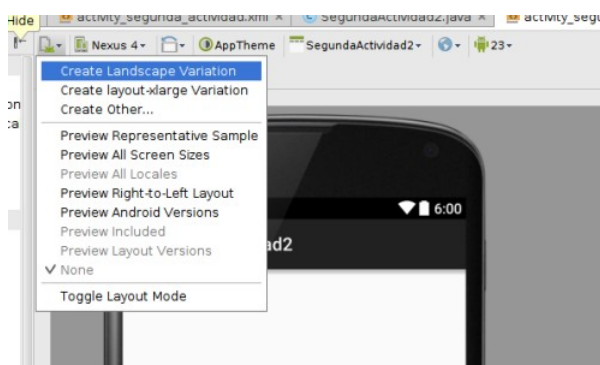 Hide
activity_segunda_actividad.xml × SegundaActividad2.java × activity_segu
Nexus 4 AppTheme SegundaActividad2 23
Create Landscape Variation
Create layout-xlarge Variation
Create Other...
on
ca
Preview Representative Sample
Preview All Screen Sizes
Preview All Locales
Preview Right-to-Left Layout
Preview Android Versions
6:00
Preview Included
ad2
Preview Layout Versions
None
Toggle Layout Mode